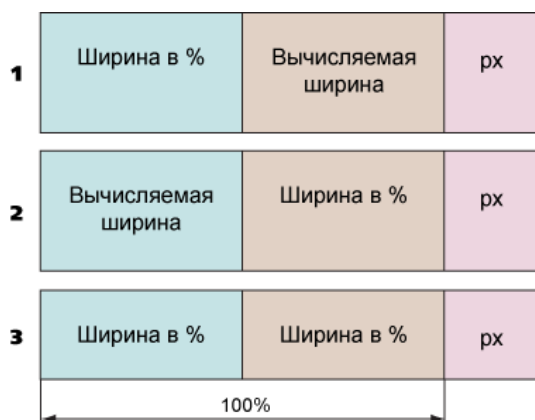 1
Ширина в %
Вычисляемая
ширина
px
2
Вычисляемая
ширина
Ширина в %
px
3
Ширина в %
Ширина в %
px
100%